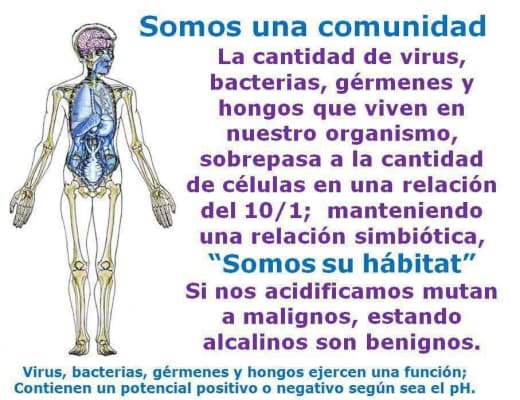 Somos una comunidad
La cantidad de virus,
bacterias, gérmenes y
hongos que viven en
nuestro organismo,
sobrepasa a la cantidad
de células en una relación
del 10/1; manteniendo
una relación simbiótica,
“Somos su hábitat”
Si nos acidificamos mutan
a malignos, estando
alcalinos son benignos.
Virus, bacterias, gérmenes y hongos ejercen una función;
Contienen un potencial positivo o negativo según sea el pH.